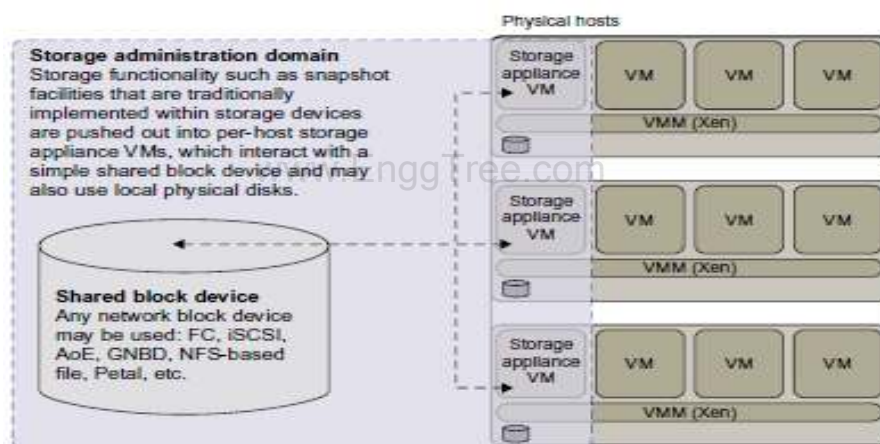 Physical hosts
Storage administration domain
Storage functionality such as snapshot
facilities that are traditionally
implemented within storage devices
are pushed out into per-host storage
appliance VMs, which interact with a
simple shared block device and may
also use local physical disks.
Shared block device
Any network block device
may be used: FC, iSCSI,
AoE, GNBD, NFS-based
file, Petal, etc.
Storage
appliance
VM
VM
VM
VM
VMM (Xen)
www.EnggTree.com
Storage
appliance
VM
VM
VM
VM
VMM (Xen)
Storage
appliance
VM
VM
VM
VM
VMM (Xen)